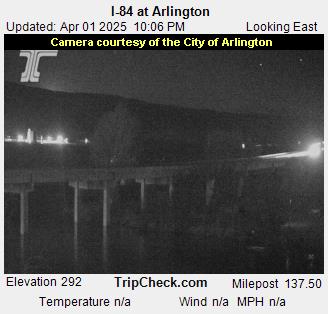 I-84 at Arlington
Updated: Apr 01 2025 10:06 PM Looking East
Camera courtesy of the City of Arlington
Elevation 292 TripCheck.com Milepost 137.50
Temperature n/a Wind n/a MPH n/a